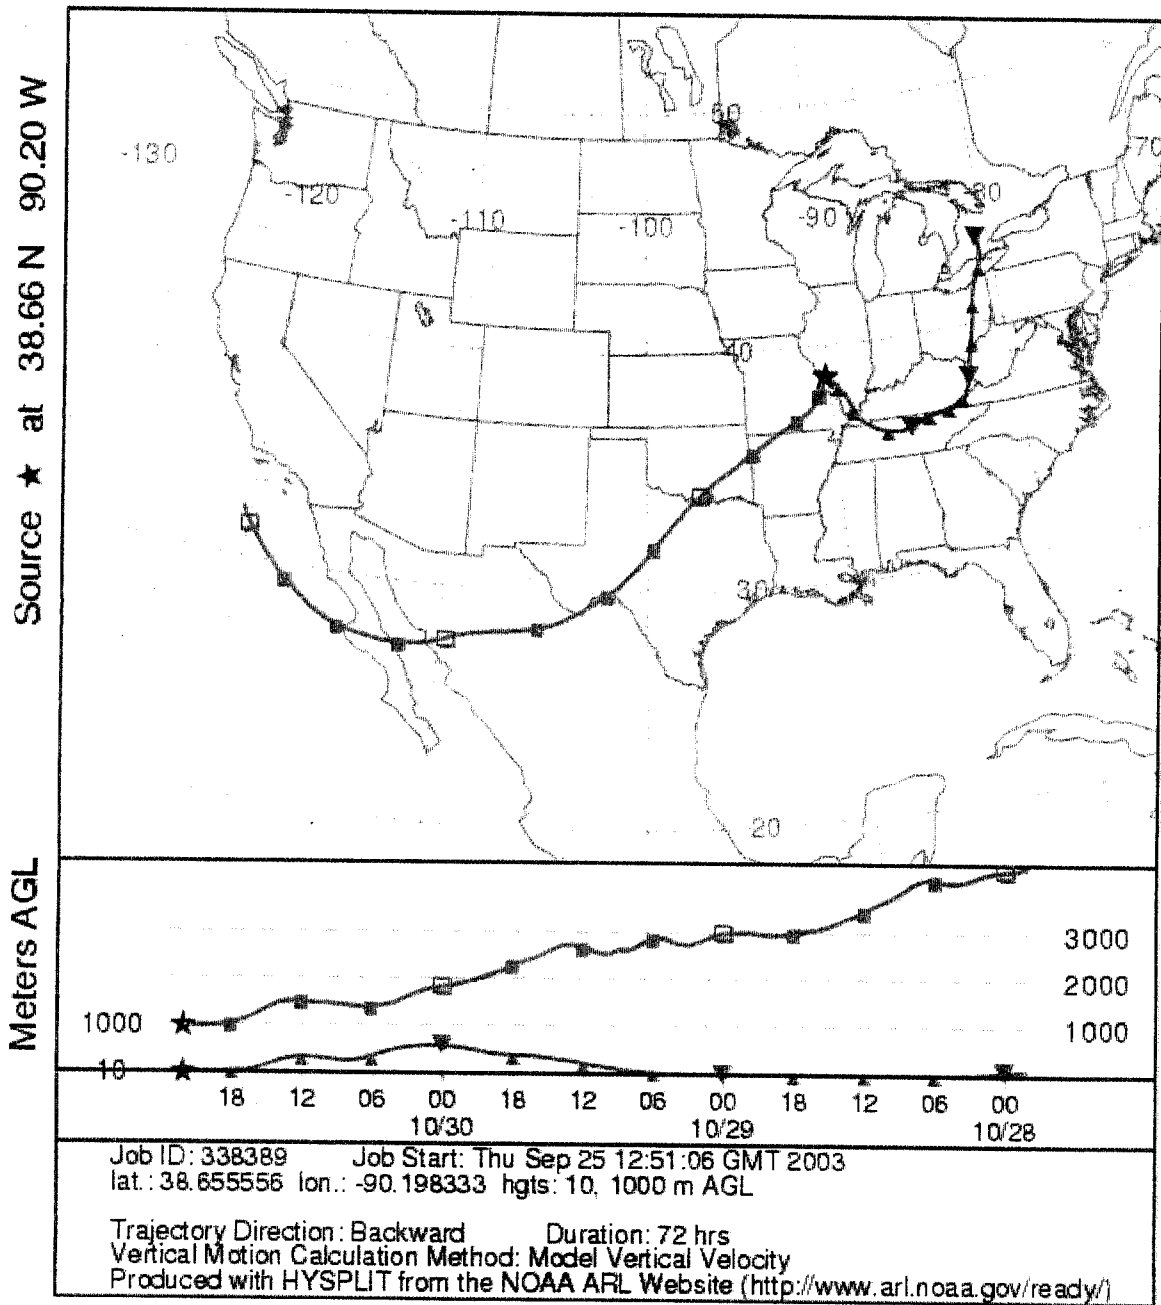 Source ★ at 38.66 N 90.20 W
-130
-120
-110
-100
-90
60
80
70
40
30
20
Meters AGL
1000
10
3000
2000
1000
18 12 06 00 18 12 06 00 18 12 06 00
10/30 10/29 10/28
Job ID: 338389 Job Start: Thu Sep 25 12:51:06 GMT 2003
lat.: 38.655556 lon.: -90.198333 hgts: 10, 1000 m AGL
Trajectory Direction: Backward Duration: 72 hrs
Vertical Motion Calculation Method: Model Vertical Velocity
Produced with HYSPLIT from the NOAA ARL Website (http://www.arl.noaa.gov/ready/)